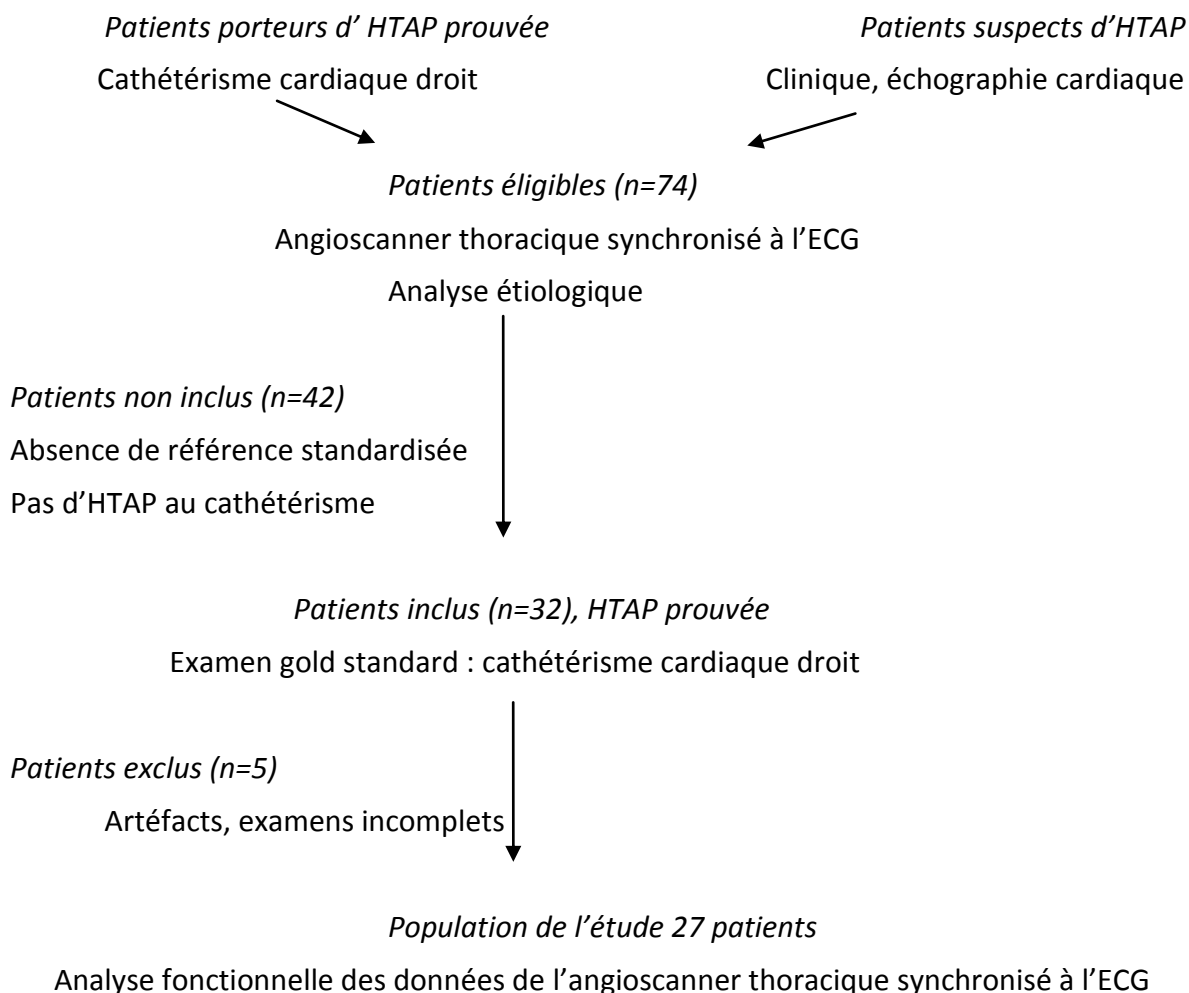 Patients porteurs d' HTAP prouvée
Cathétérisme cardiaque droit
Patients suspects d'HTAP
Clinique, échographie cardiaque
Patients éligibles (n=74)
Angioscanner thoracique synchronisé à l'ECG
Analyse étiologique
Patients non inclus (n=42)
Absence de référence standardisée
Pas d'HTAP au cathétérisme
Patients inclus (n=32), HTAP prouvée
Examen gold standard : cathétérisme cardiaque droit
Patients exclus (n=5)
Artéfacts, examens incomplets
Population de l'étude 27 patients
Analyse fonctionnelle des données de l'angioscanner thoracique synchronisé à l'ECG